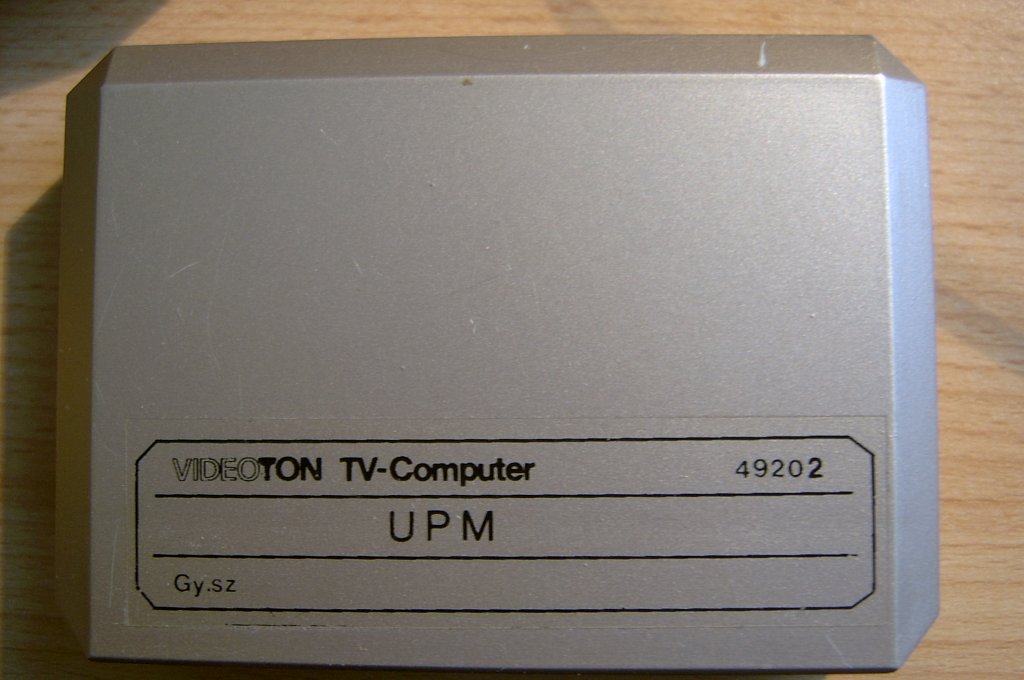 VIDEOTON TV-Computer 49202
UPM
Gy.sz